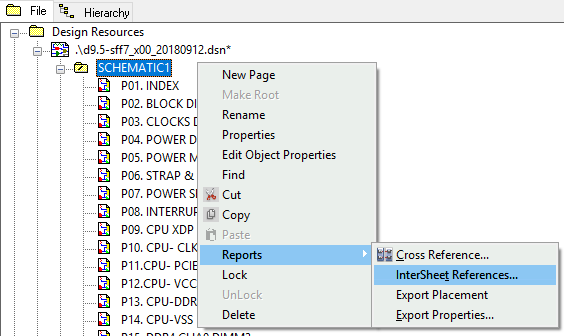 File
Hierarchy
Design Resources
.\d9.5-sff7_x00_20180912.dsn*
SCHEMATIC1
P01. INDEX
P02. BLOCK DI
P03. CLOCKS D
P04. POWER D
P05. POWER M
P06. STRAP &
P07. POWER SI
P08. INTERRUP
P09. CPU XDP
P10. CPU- CLK
P11.CPU- PCIE
P12.CPU- VCC
P13.CPU-DDR
P14.CPU-VSS
New Page
Make Root
Rename
Properties
Edit Object Properties
Find
Cut
Copy
Paste
Reports
Lock
UnLock
Delete
Cross Reference...
InterSheet References...
Export Placement
Export Properties...